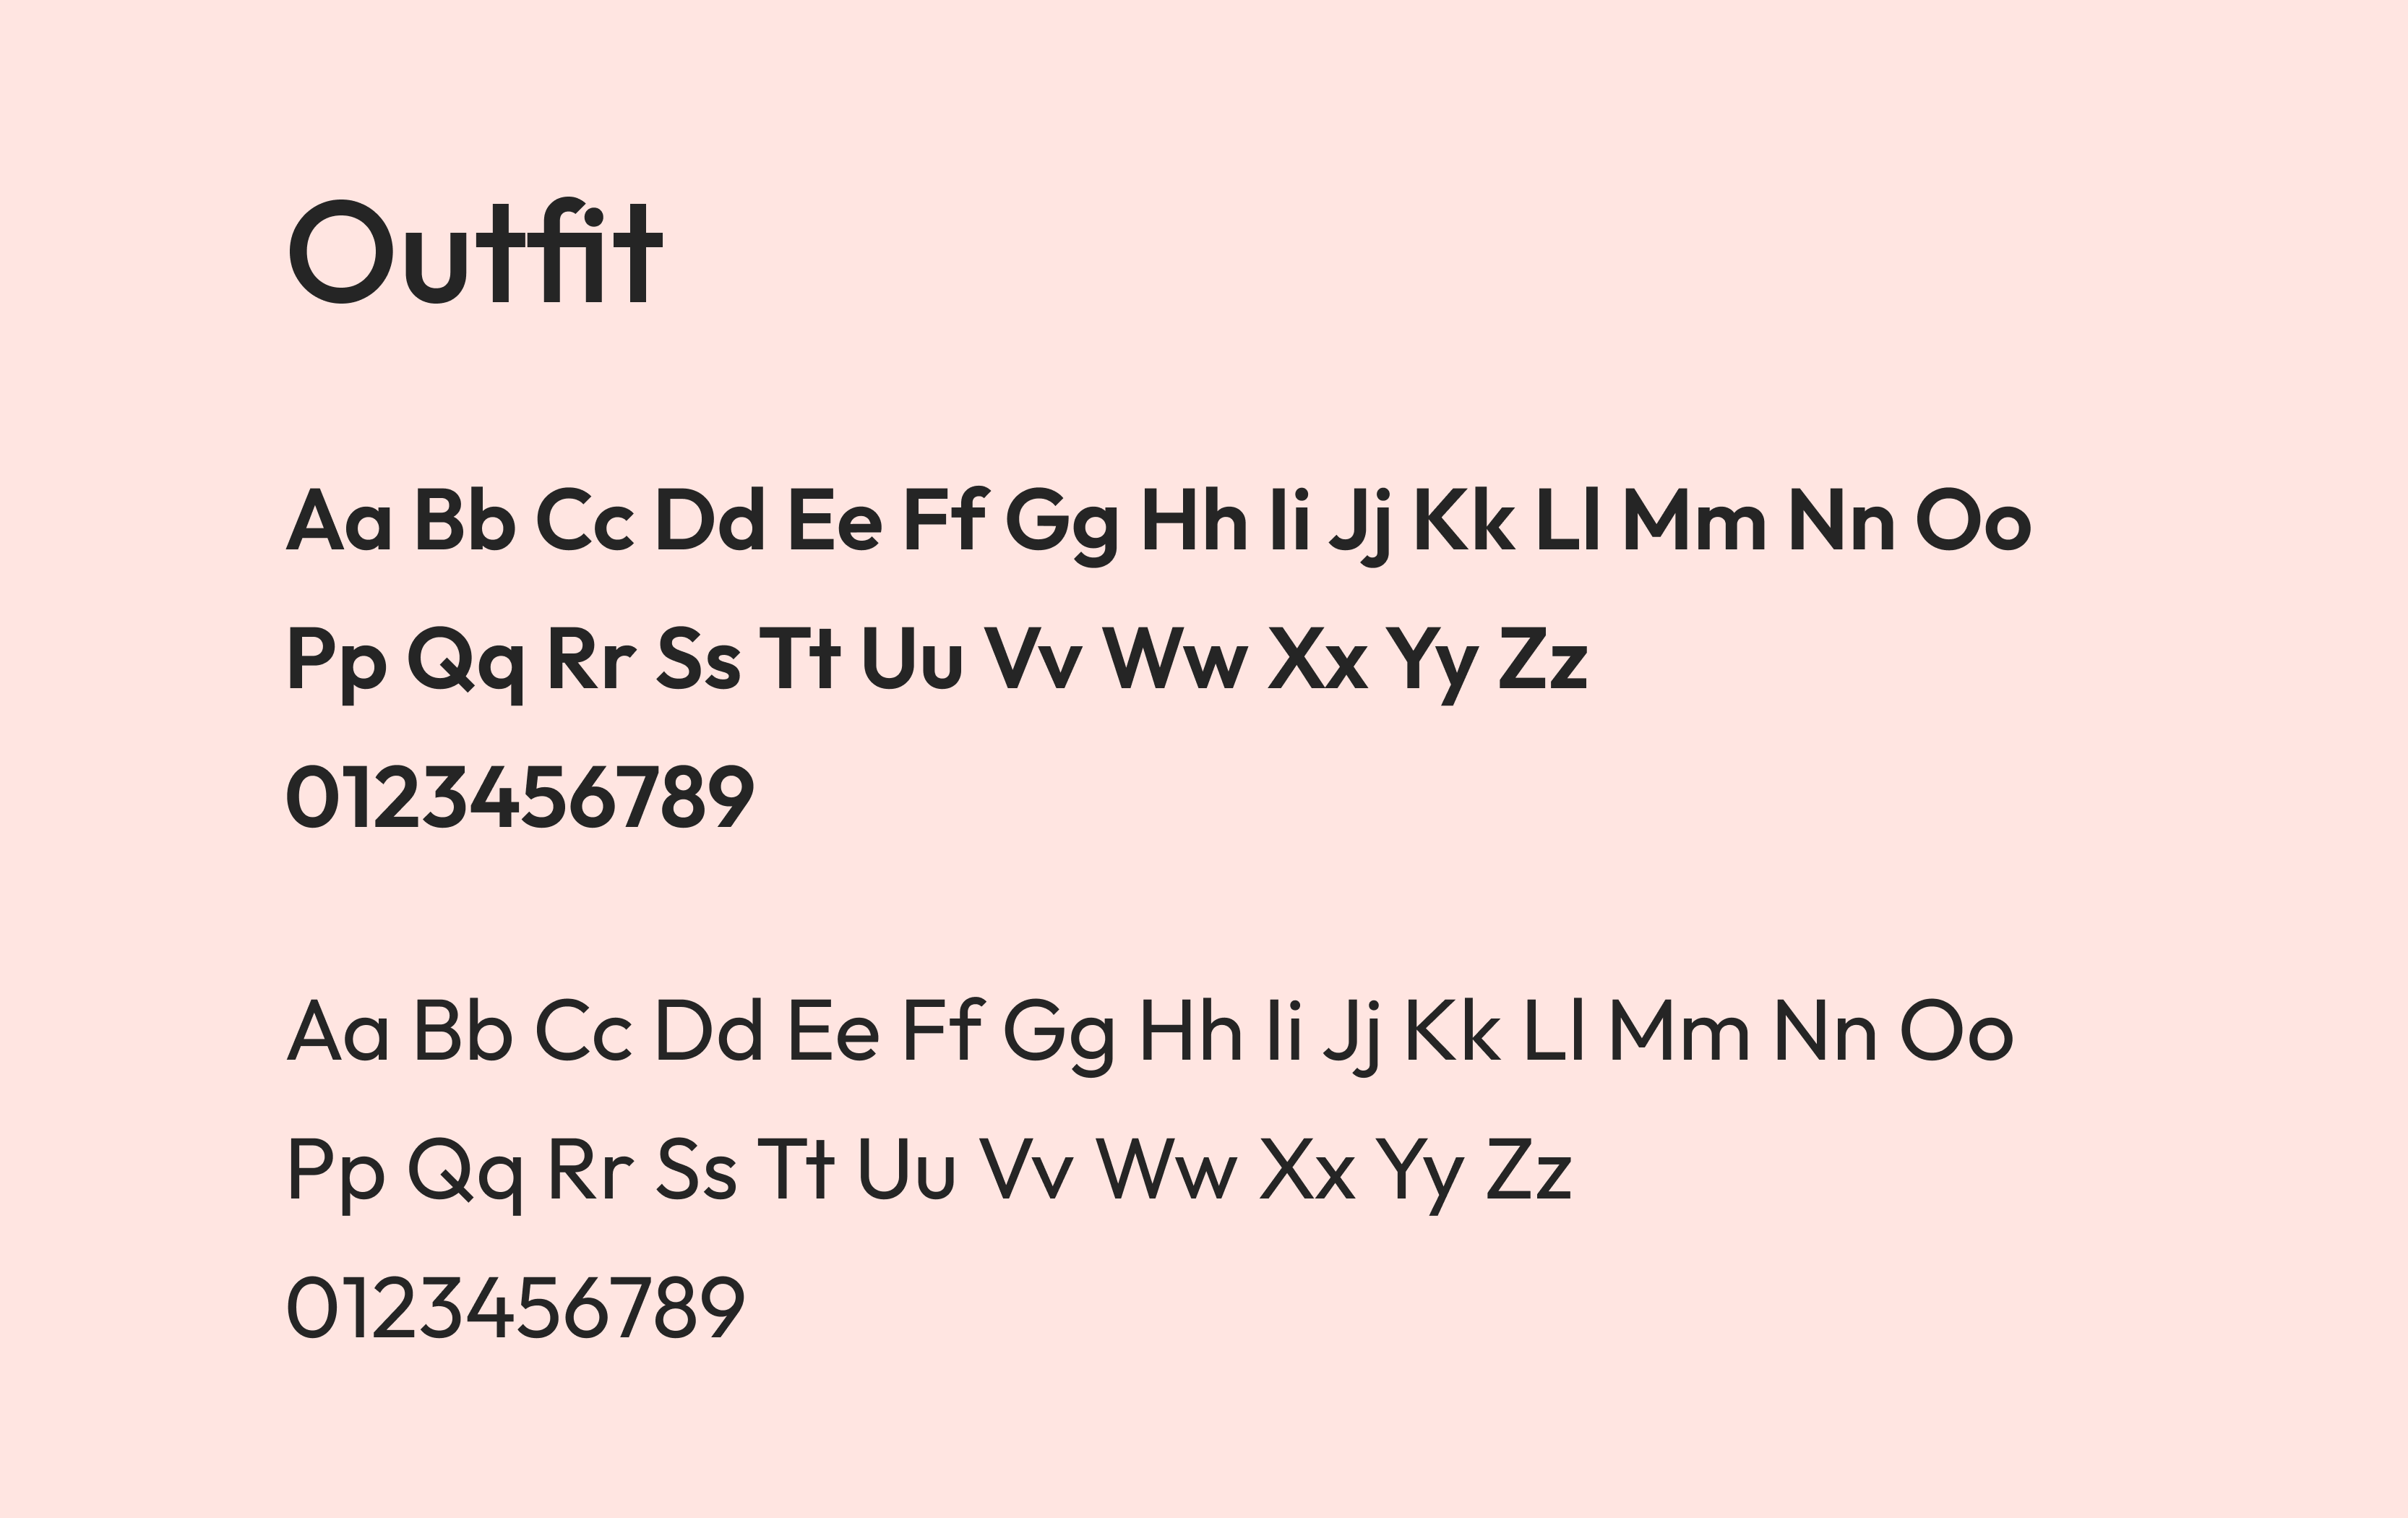 Outfit
Aa Bb Cc Dd Ee Ff Gg Hh Ii Jj Kk Ll Mm Nn Oo
Pp Qq Rr Ss Tt Uu Vv Ww Xx Yy Zz
0123456789
Aa Bb Cc Dd Ee Ff Gg Hh Ii Jj Kk Ll Mm Nn Oo
Pp Qq Rr Ss Tt Uu Vv Ww Xx Yy Zz
0123456789